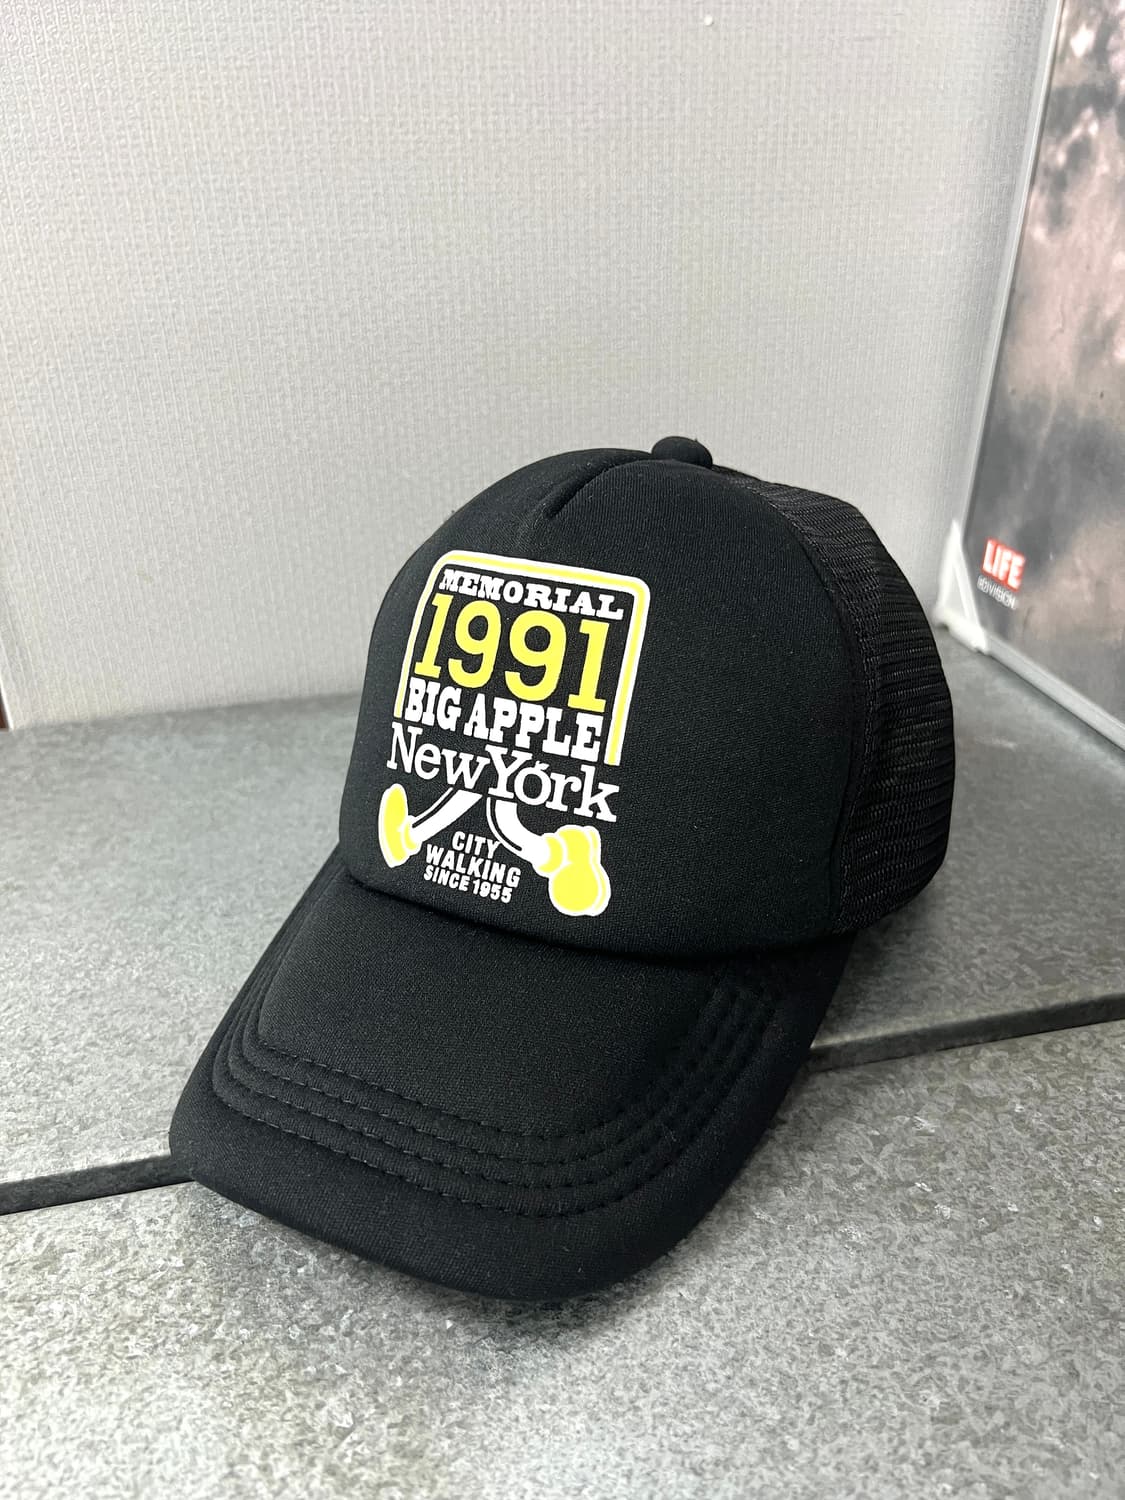 MEMORIAL
1991
BIG APPLE
New York
CITY
WALKING
SINCE 1955
LIFE